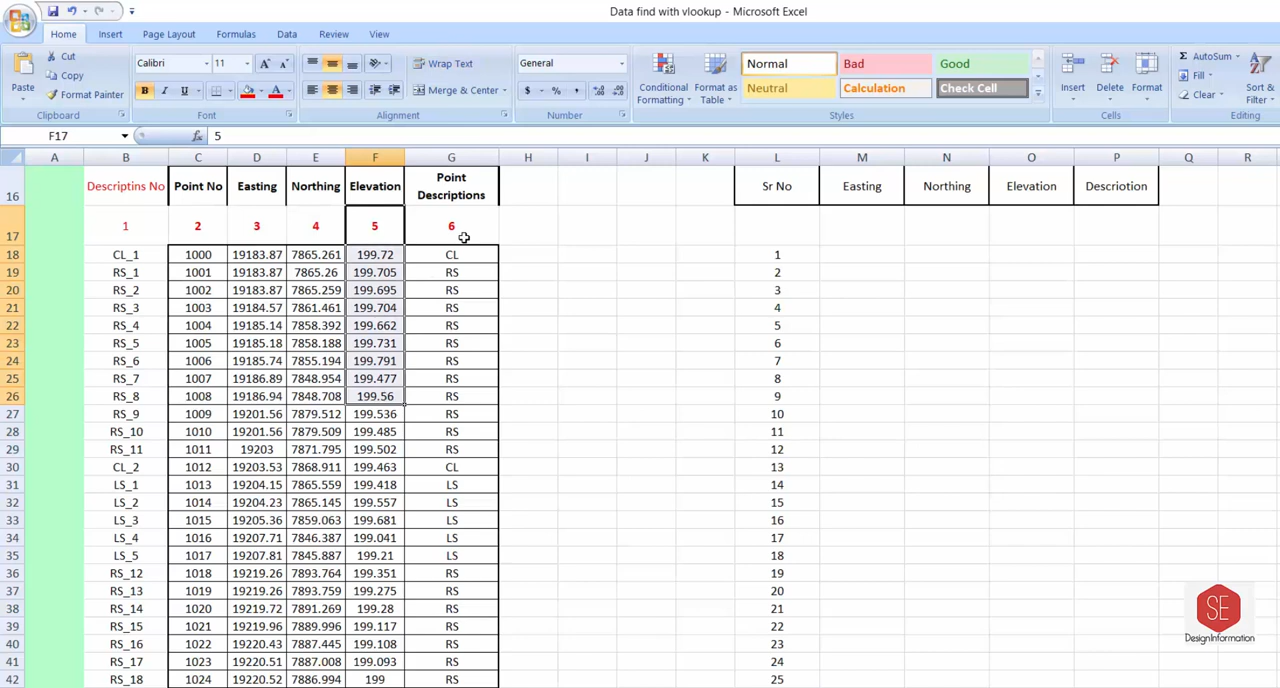 Data find with vlookup - Microsoft Excel
Home Insert Page Layout Formulas Data Review View
Paste Cut Copy Format Painter Clipboard
Calibri 11 A A B I U A Font
Wrap Text Merge & Center Alignment
General $ % , Number
Conditional Formatting Format as Table
Normal Bad Good
Neutral Calculation Check Cell
Styles
Insert Delete Format Cells
Σ AutoSum Fill Clear Sort & Filter Editing
F17 fx 5
A B C D E F G H I J K L M N O P Q R
16 Descriptins No Point No Easting Northing Elevation Point Descriptions Sr No Easting Northing Elevation Descriotion
17 1 2 3 4 5 6
18 CL_1 1000 19183.87 7865.261 199.72 CL 1
19 RS_1 1001 19183.87 7865.26 199.705 RS 2
20 RS_2 1002 19183.87 7865.259 199.695 RS 3
21 RS_3 1003 19184.57 7861.461 199.704 RS 4
22 RS_4 1004 19185.14 7858.392 199.662 RS 5
23 RS_5 1005 19185.18 7858.188 199.731 RS 6
24 RS_6 1006 19185.74 7855.194 199.791 RS 7
25 RS_7 1007 19186.89 7848.954 199.477 RS 8
26 RS_8 1008 19186.94 7848.708 199.56 RS 9
27 RS_9 1009 19201.56 7879.512 199.536 RS 10
28 RS_10 1010 19201.56 7879.509 199.485 RS 11
29 RS_11 1011 19203 7871.795 199.502 RS 12
30 CL_2 1012 19203.53 7868.911 199.463 CL 13
31 LS_1 1013 19204.15 7865.559 199.418 LS 14
32 LS_2 1014 19204.23 7865.145 199.557 LS 15
33 LS_3 1015 19205.36 7859.063 199.681 LS 16
34 LS_4 1016 19207.71 7846.387 199.041 LS 17
35 LS_5 1017 19207.81 7845.887 199.21 LS 18
36 RS_12 1018 19219.26 7893.764 199.351 RS 19
37 RS_13 1019 19219.26 7893.759 199.275 RS 20
38 RS_14 1020 19219.72 7891.269 199.28 RS 21
39 RS_15 1021 19219.96 7889.996 199.117 RS 22
40 RS_16 1022 19220.43 7887.445 199.108 RS 23
41 RS_17 1023 19220.51 7887.008 199.093 RS 24
42 RS_18 1024 19220.52 7886.994 199 RS 25
SE
DesignInformation